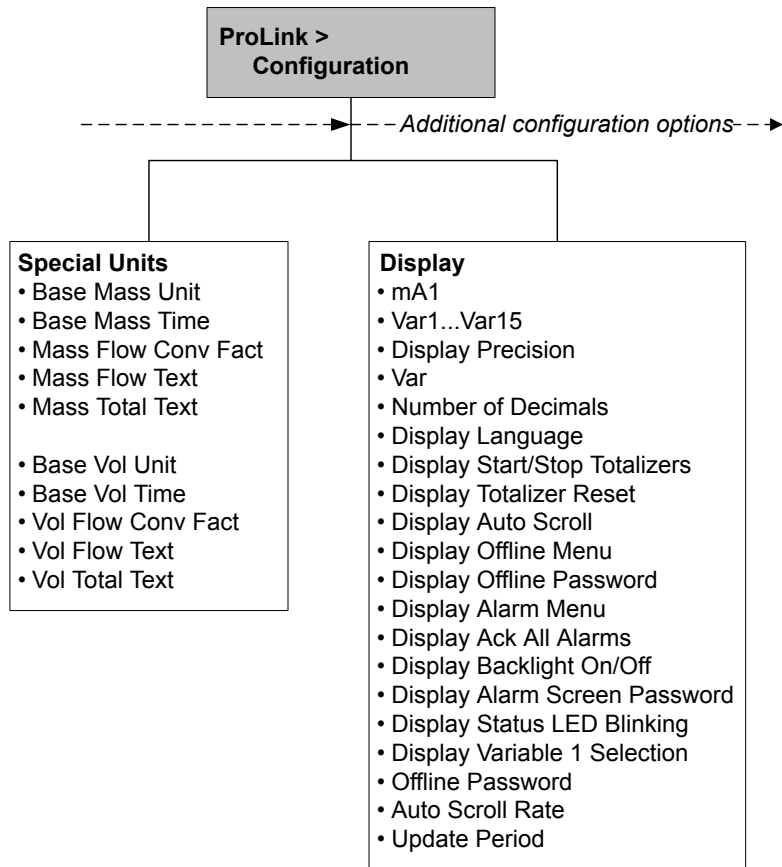 ProLink >
Configuration
Additional configuration options
Special Units
• Base Mass Unit
• Base Mass Time
• Mass Flow Conv Fact
• Mass Flow Text
• Mass Total Text
• Base Vol Unit
• Base Vol Time
• Vol Flow Conv Fact
• Vol Flow Text
• Vol Total Text
Display
• mA1
• Var1...Var15
• Display Precision
• Var
• Number of Decimals
• Display Language
• Display Start/Stop Totalizers
• Display Totalizer Reset
• Display Auto Scroll
• Display Offline Menu
• Display Offline Password
• Display Alarm Menu
• Display Ack All Alarms
• Display Backlight On/Off
• Display Alarm Screen Password
• Display Status LED Blinking
• Display Variable 1 Selection
• Offline Password
• Auto Scroll Rate
• Update Period